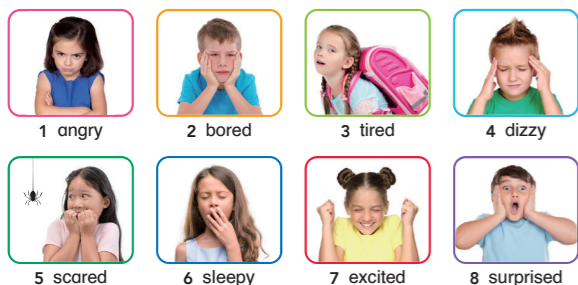 1 angry
2 bored
3 tired
4 dizzy
5 scared
6 sleepy
7 excited
8 surprised